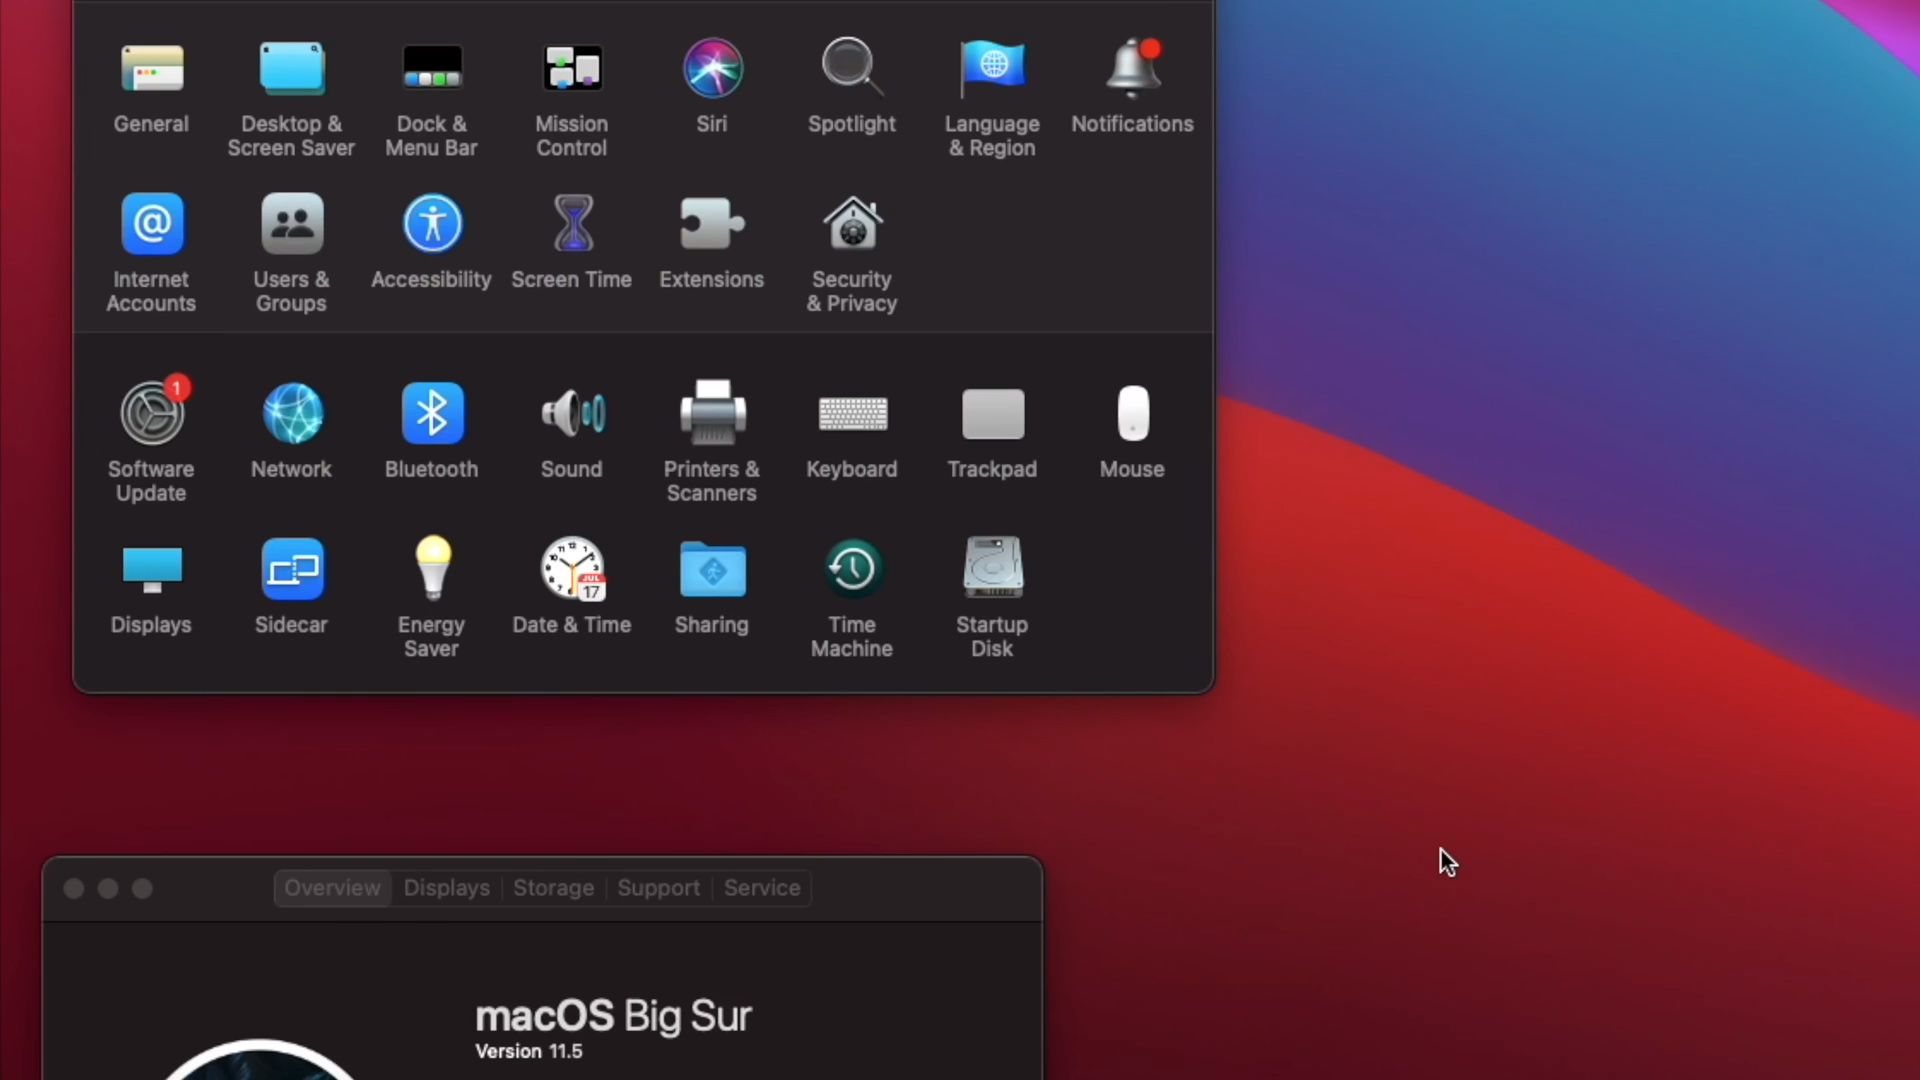 General
Desktop &
Screen Saver
Dock &
Menu Bar
Mission
Control
Siri
Spotlight
Language
& Region
Notifications
@
Internet
Accounts
Users &
Groups
Accessibility
Screen Time
Extensions
Security
& Privacy
1
Software
Update
Network
Bluetooth
Sound
Printers &
Scanners
Keyboard
Trackpad
Mouse
Displays
Sidecar
Energy
Saver
JUL
17
Date & Time
Sharing
Time
Machine
Startup
Disk
Overview
Displays
Storage
Support
Service
macOS Big Sur
Version 11.5